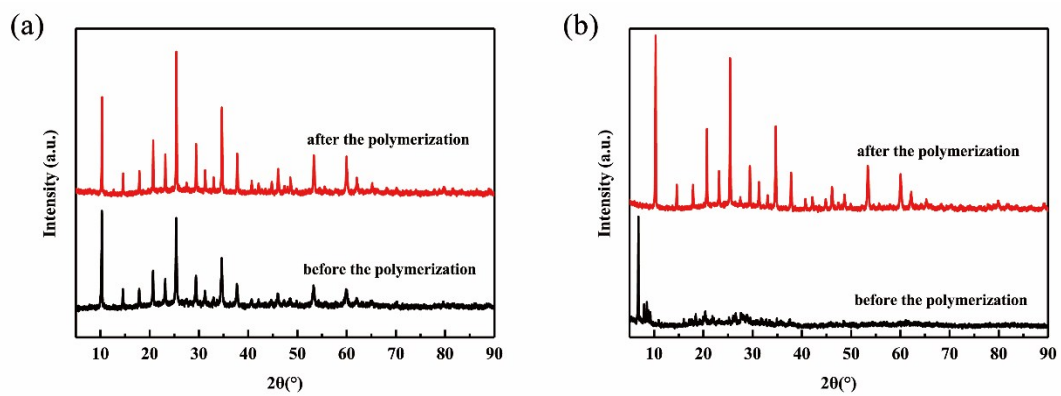 (a)
Intensity (a.u.)
after the polymerization
before the polymerization
10 20 30 40 50 60 70 80 90
2θ(°)
(b)
Intensity (a.u.)
after the polymerization
before the polymerization
10 20 30 40 50 60 70 80 90
2θ(°)